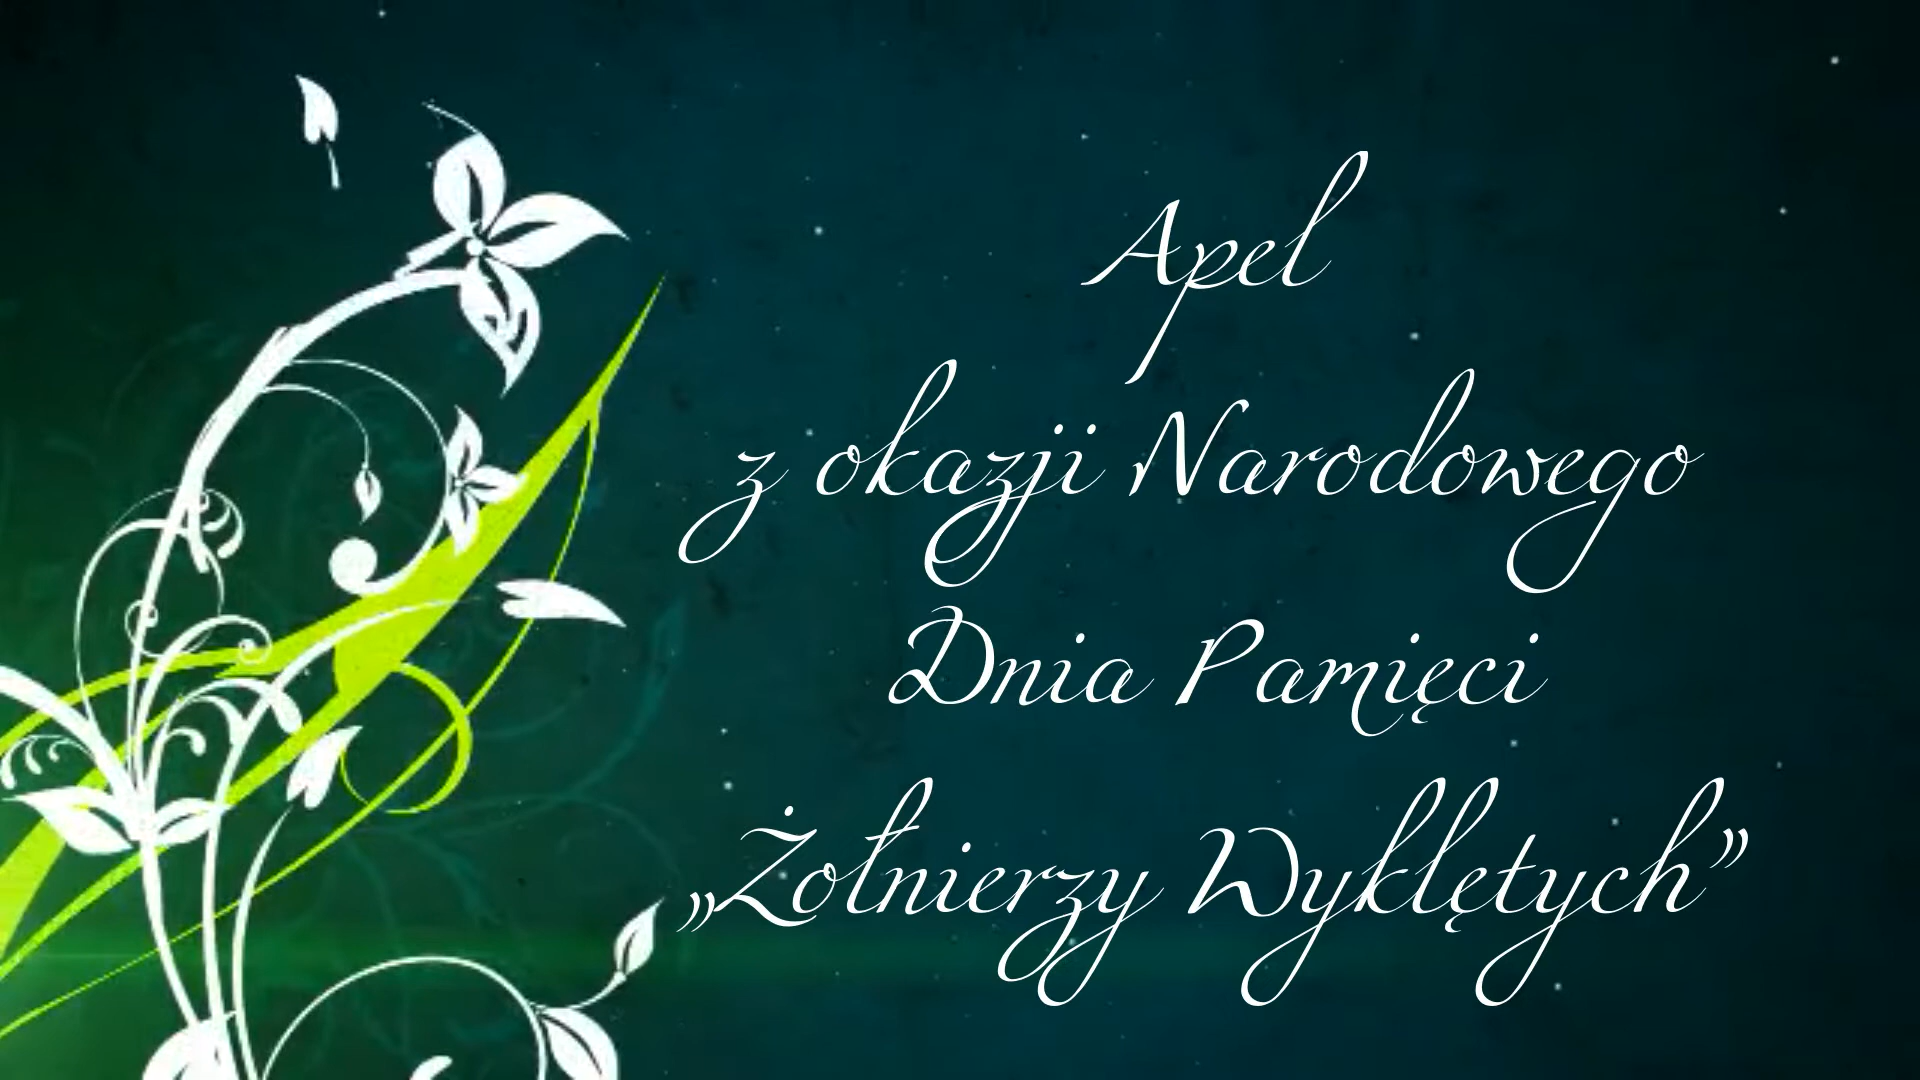 Apel
z okazji Narodowego
Dnia Pamięci
„Żołnierzy Wyklętych”